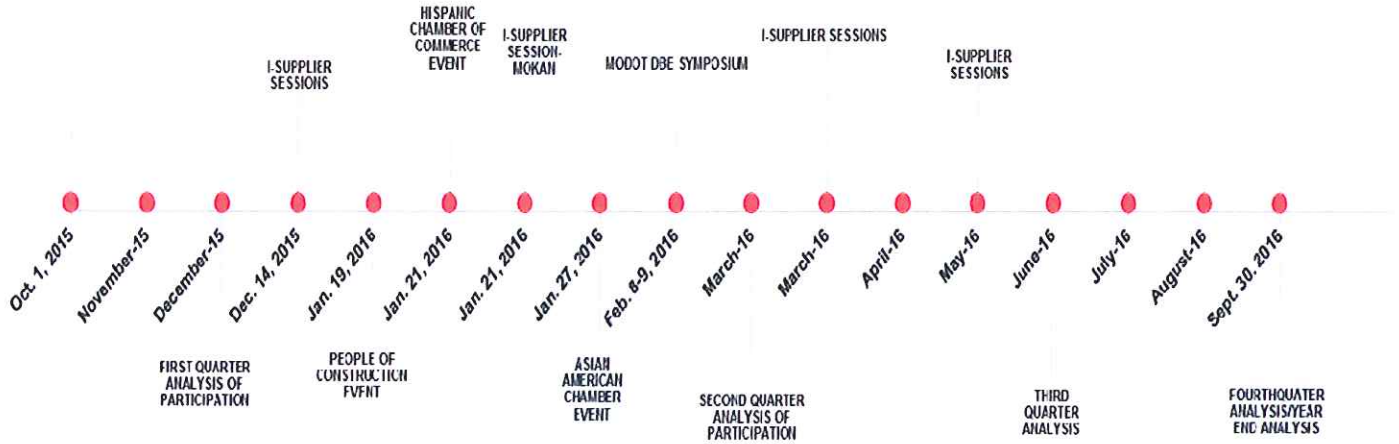 HISPANIC
CHAMBER OF
COMMERCE
EVENT
I-SUPPLIER
SESSION-
MOKAN
I-SUPPLIER SESSIONS
I-SUPPLIER
SESSIONS
MODOT DBE SYMPOSIUM
I-SUPPLIER
SESSIONS
Oct. 1, 2015
November-15
December-15
Dec. 14, 2015
Jan. 19, 2016
Jan. 21, 2016
Jan. 21, 2016
Jan. 27, 2016
Feb. 8-9, 2016
March-16
March-16
April-16
May-16
June-16
July-16
August-16
Sept. 30. 2016
FIRST QUARTER
ANALYSIS OF
PARTICIPATION
PEOPLE OF
CONSTRUCTION
EVENT
ASIAN
AMERICAN
CHAMBER
EVENT
SECOND QUARTER
ANALYSIS OF
PARTICIPATION
THIRD
QUARTER
ANALYSIS
FOURTHQUATER
ANALYSIS/YEAR
END ANALYSIS